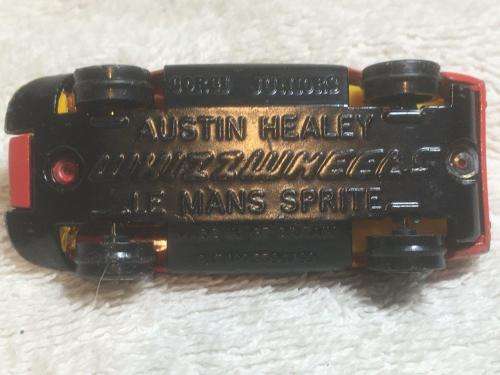 CORGI JUNIORS
AUSTIN HEALEY
WHIZZWHEELS
LE MANS SPRITE